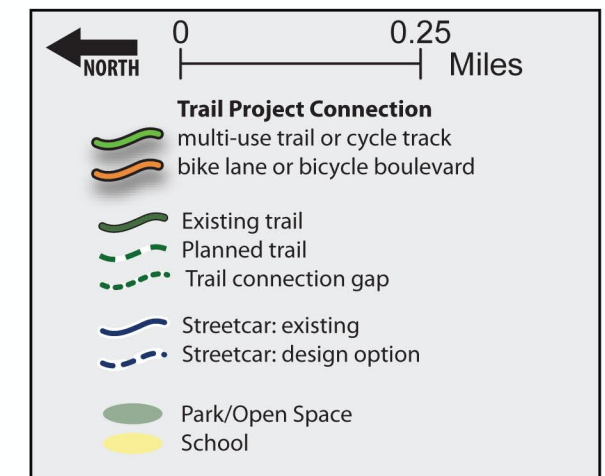 0 0.25
NORTH
Miles
Trail Project Connection
multi-use trail or cycle track
bike lane or bicycle boulevard
Existing trail
Planned trail
Trail connection gap
Streetcar: existing
Streetcar: design option
Park/Open Space
School